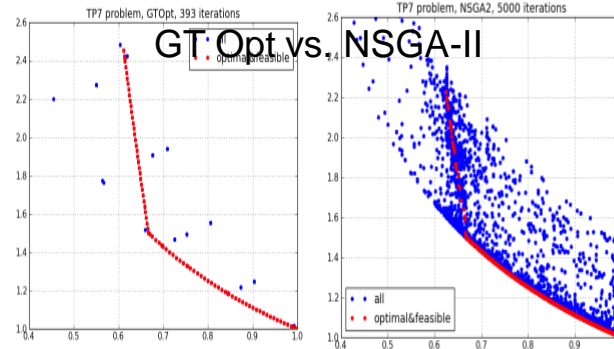 TP7 problem, GTOpt, 393 iterations
TP7 problem, NSGA2, 5000 iterations
GT Opt vs. NSGA-II
all
optimal&feasible
2.6
2.4
2.2
2.0
1.8
1.6
1.4
1.2
1.0
0.4 0.5 0.6 0.7 0.8 0.9 1.0
2.6
2.4
2.2
2.0
1.8
1.6
1.4
1.2
1.0
all
optimal&feasible
0.4 0.5 0.6 0.7 0.8 0.9